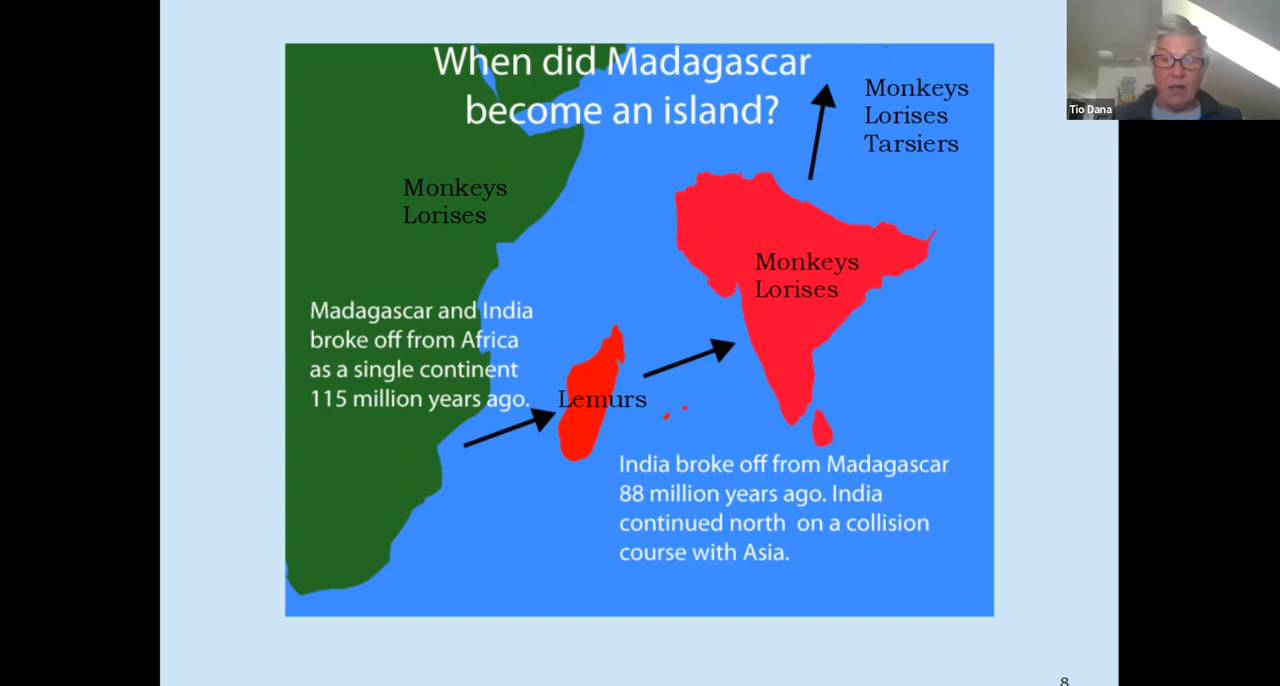 When did Madagascar
become an island?
Monkeys
Lorises
Tarsiers
Monkeys
Lorises
Monkeys
Lorises
Madagascar and India
broke off from Africa
as a single continent
115 million years ago.
Lemurs
India broke off from Madagascar
88 million years ago. India
continued north on a collision
course with Asia.
Tio Dana
8